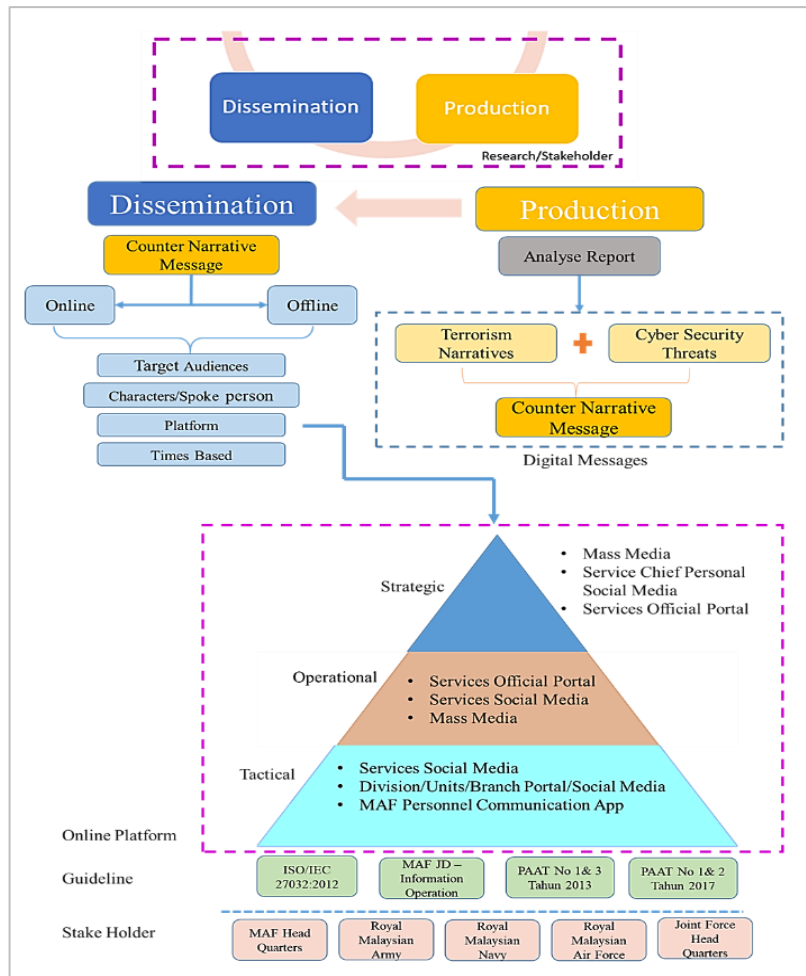 Dissemination
Production
Research/Stakeholder
Dissemination
Production
Counter Narrative
Message
Online
Offline
Target Audiences
Characters/Spoke person
Platform
Times Based
Analyse Report
Terrorism
Narratives
Cyber Security
Threats
Counter Narrative
Message
Digital Messages
Strategic
• Mass Media
• Service Chief Personal
Social Media
• Services Official Portal
Operational
• Services Official Portal
• Services Social Media
• Mass Media
Tactical
• Services Social Media
• Division/Units/Branch Portal/Social Media
• MAF Personnel Communication App
Online Platform
Guideline
ISO/IEC
27032:2012
MAF JD –
Information
Operation
PAAT No 1& 3
Tahun 2013
PAAT No 1& 2
Tahun 2017
Stake Holder
MAF Head
Quarters
Royal
Malaysian
Army
Royal
Malaysian
Navy
Royal
Malaysian
Air Force
Joint Force
Head
Quarters